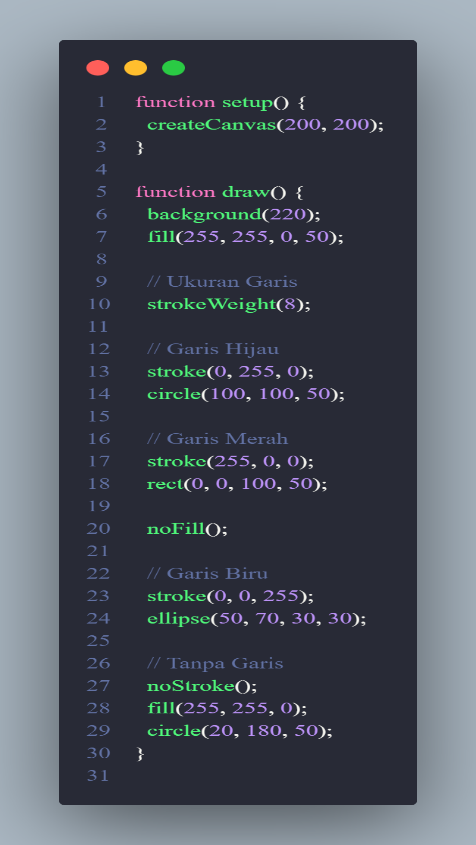 1 function setup() {
2 createCanvas(200, 200);
3 }
4
5 function draw() {
6 background(220);
7 fill(255, 255, 0, 50);
8
9 // Ukuran Garis
10 strokeWeight(8);
11
12 // Garis Hijau
13 stroke(0, 255, 0);
14 circle(100, 100, 50);
15
16 // Garis Merah
17 stroke(255, 0, 0);
18 rect(0, 0, 100, 50);
19
20 noFill();
21
22 // Garis Biru
23 stroke(0, 0, 255);
24 ellipse(50, 70, 30, 30);
25
26 // Tanpa Garis
27 noStroke();
28 fill(255, 255, 0);
29 circle(20, 180, 50);
30 }
31